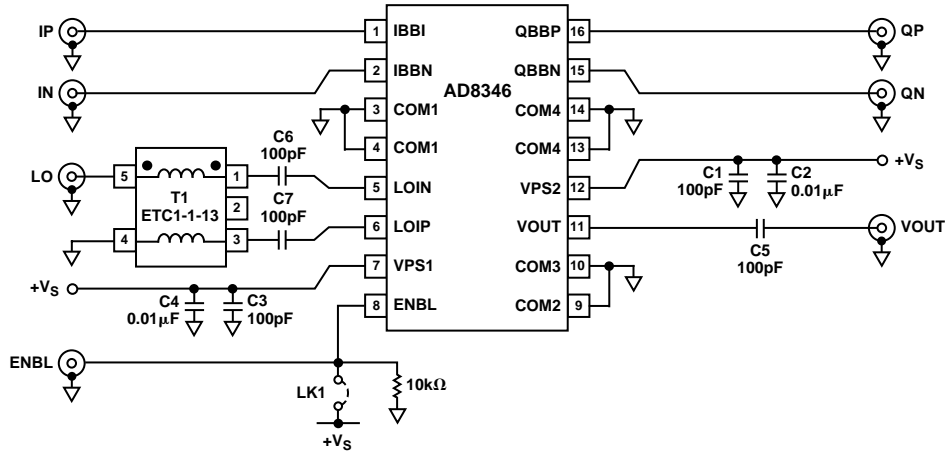 IP
1 IBBI
QBBP 16
QP
IN
2 IBBN
QBBN 15
QN
AD8346
3 COM1
COM4 14
4 COM1
COM4 13
C6
100pF
LO
5
1
T1
ETC1-1-13
2
4
3
C7
100pF
5 LOIN
VPS2 12
+VS
C1
100pF
C2
0.01μF
6 LOIP
VOUT 11
C5
100pF
VOUT
7 VPS1
COM3 10
+VS
C4
0.01μF
C3
100pF
8 ENBL
COM2 9
ENBL
LK1
10kΩ
+VS